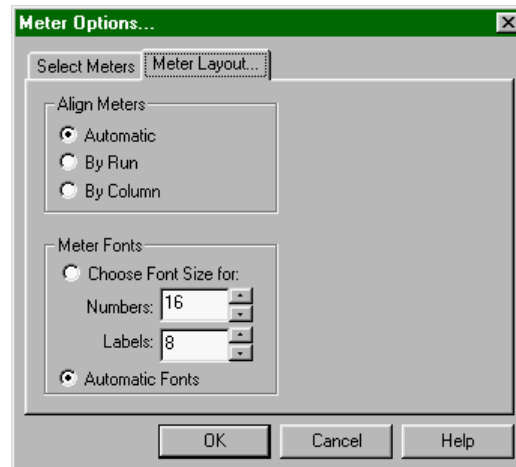 Meter Options...
Select Meters Meter Layout...
Align Meters
Automatic
By Run
By Column
Meter Fonts
Choose Font Size for:
Numbers: 16
Labels: 8
Automatic Fonts
OK Cancel Help